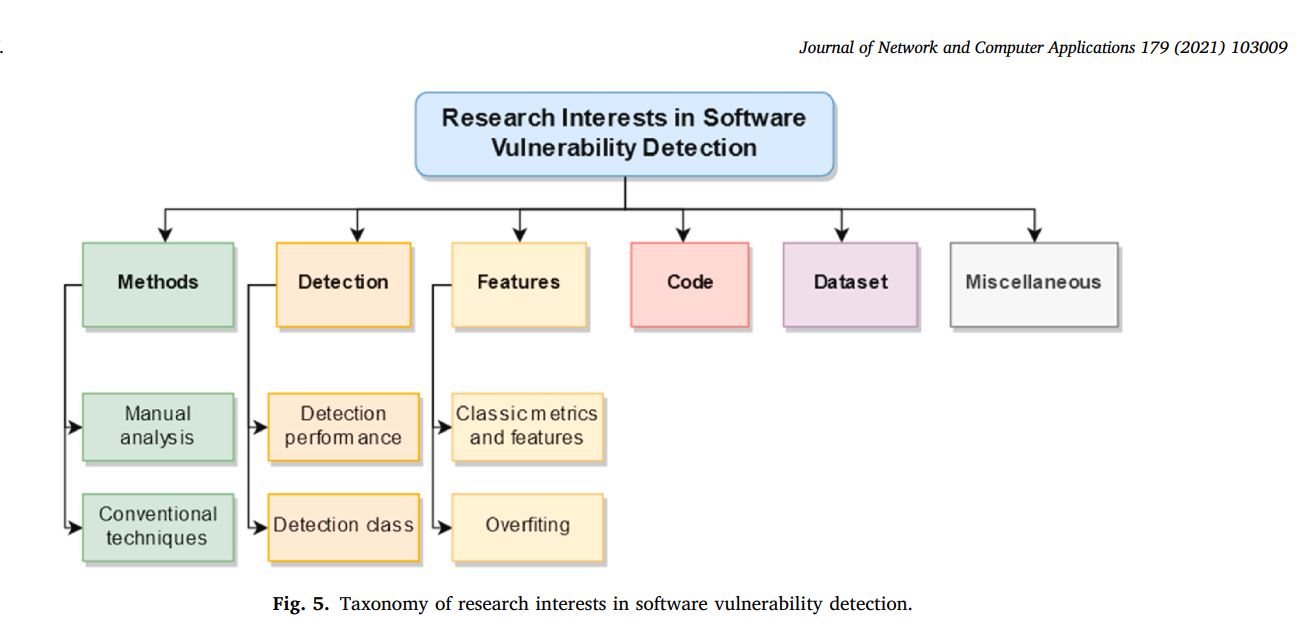 .
Journal of Network and Computer Applications 179 (2021) 103009
Research Interests in Software
Vulnerability Detection
Methods
Detection
Features
Code
Dataset
Miscellaneous
Manual
analysis
Detection
performance
Classic metrics
and features
Conventional
techniques
Detection class
Overfiting
Fig. 5. Taxonomy of research interests in software vulnerability detection.